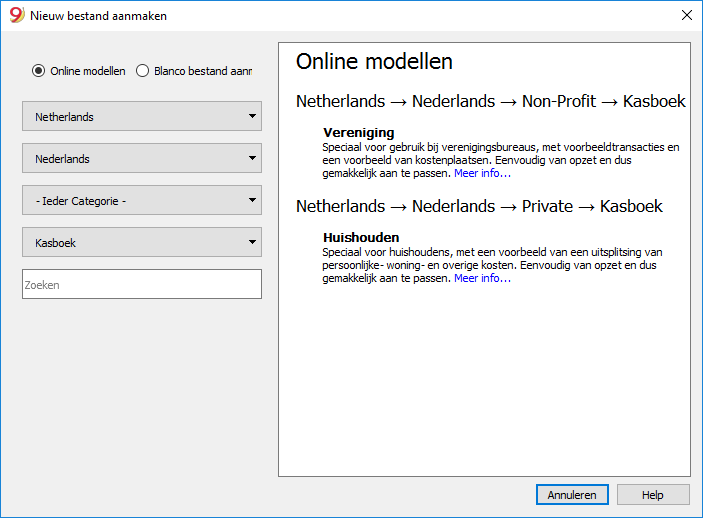 Nieuw bestand aanmaken
Online modellen
Blanco bestand aanr
Netherlands
Nederlands
- Ieder Categorie -
Kasboek
Zoeken
Online modellen
Netherlands → Nederlands → Non-Profit → Kasboek
Vereniging
Speciaal voor gebruik bij verenigingsbureaus, met voorbeeldtransacties en
een voorbeeld van kostenplaatsen. Eenvoudig van opzet en dus
gemakkelijk aan te passen. Meer info...
Netherlands → Nederlands → Private → Kasboek
Huishouden
Speciaal voor huishoudens, met een voorbeeld van een uitsplitsing van
persoonlijke- woning- en overige kosten. Eenvoudig van opzet en dus
gemakkelijk aan te passen. Meer info...
Annuleren
Help